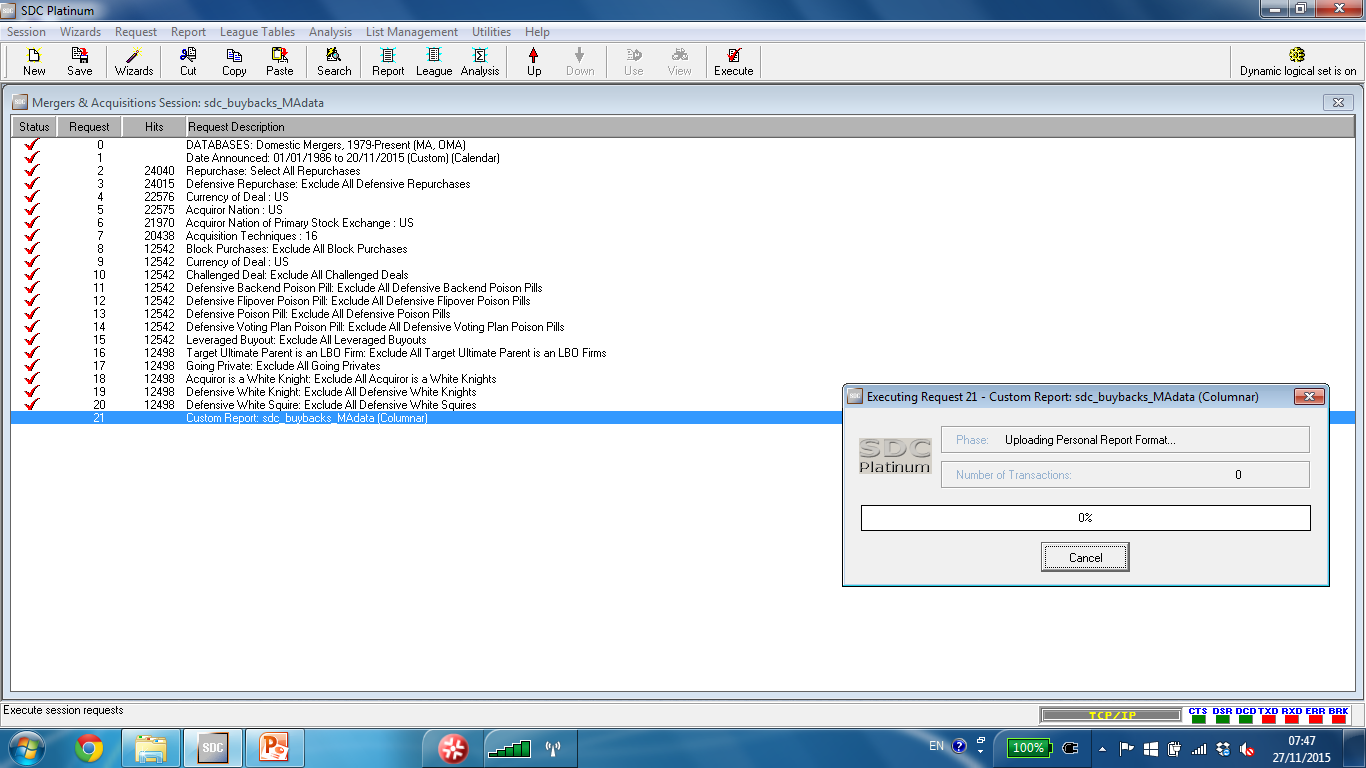 SDC Platinum
Session Wizards Request Report League Tables Analysis List Management Utilities Help
New Save Wizards Cut Copy Paste Search Report League Analysis Up Down Use View Execute Dynamic logical set is on
SDC Mergers & Acquisitions Session: sdc_buybacks_MAdata
Status Request Hits Request Description
0 DATABASES: Domestic Mergers, 1979-Present (MA, OMA)
1 Date Announced: 01/01/1986 to 20/11/2015 (Custom) (Calendar)
2 24040 Repurchase: Select All Repurchases
3 24015 Defensive Repurchase: Exclude All Defensive Repurchases
4 22576 Currency of Deal : US
5 22575 Acquiror Nation : US
6 21970 Acquiror Nation of Primary Stock Exchange : US
7 20438 Acquisition Techniques : 16
8 12542 Block Purchases: Exclude All Block Purchases
9 12542 Currency of Deal : US
10 12542 Challenged Deal: Exclude All Challenged Deals
11 12542 Defensive Backend Poison Pill: Exclude All Defensive Backend Poison Pills
12 12542 Defensive Flipover Poison Pill: Exclude All Defensive Flipover Poison Pills
13 12542 Defensive Poison Pill: Exclude All Defensive Poison Pills
14 12542 Defensive Voting Plan Poison Pill: Exclude All Defensive Voting Plan Poison Pills
15 12542 Leveraged Buyout: Exclude All Leveraged Buyouts
16 12498 Target Ultimate Parent is an LBO Firm: Exclude All Target Ultimate Parent is an LBO Firms
17 12498 Going Private: Exclude All Going Privates
18 12498 Acquiror is a White Knight: Exclude All Acquiror is a White Knights
19 12498 Defensive White Knight: Exclude All Defensive White Knights
20 12498 Defensive White Squire: Exclude All Defensive White Squires
21 Custom Report: sdc_buybacks_MAdata (Columnar)
Executing Request 21 - Custom Report: sdc_buybacks_MAdata (Columnar)
SDC Platinum
Phase: Uploading Personal Report Format...
Number of Transactions: 0
0%
Cancel
Execute session requests
TCP/IP
CTS DSR DCD TXD RXD ERR BRK
SDC
EN
100%
07:47
27/11/2015